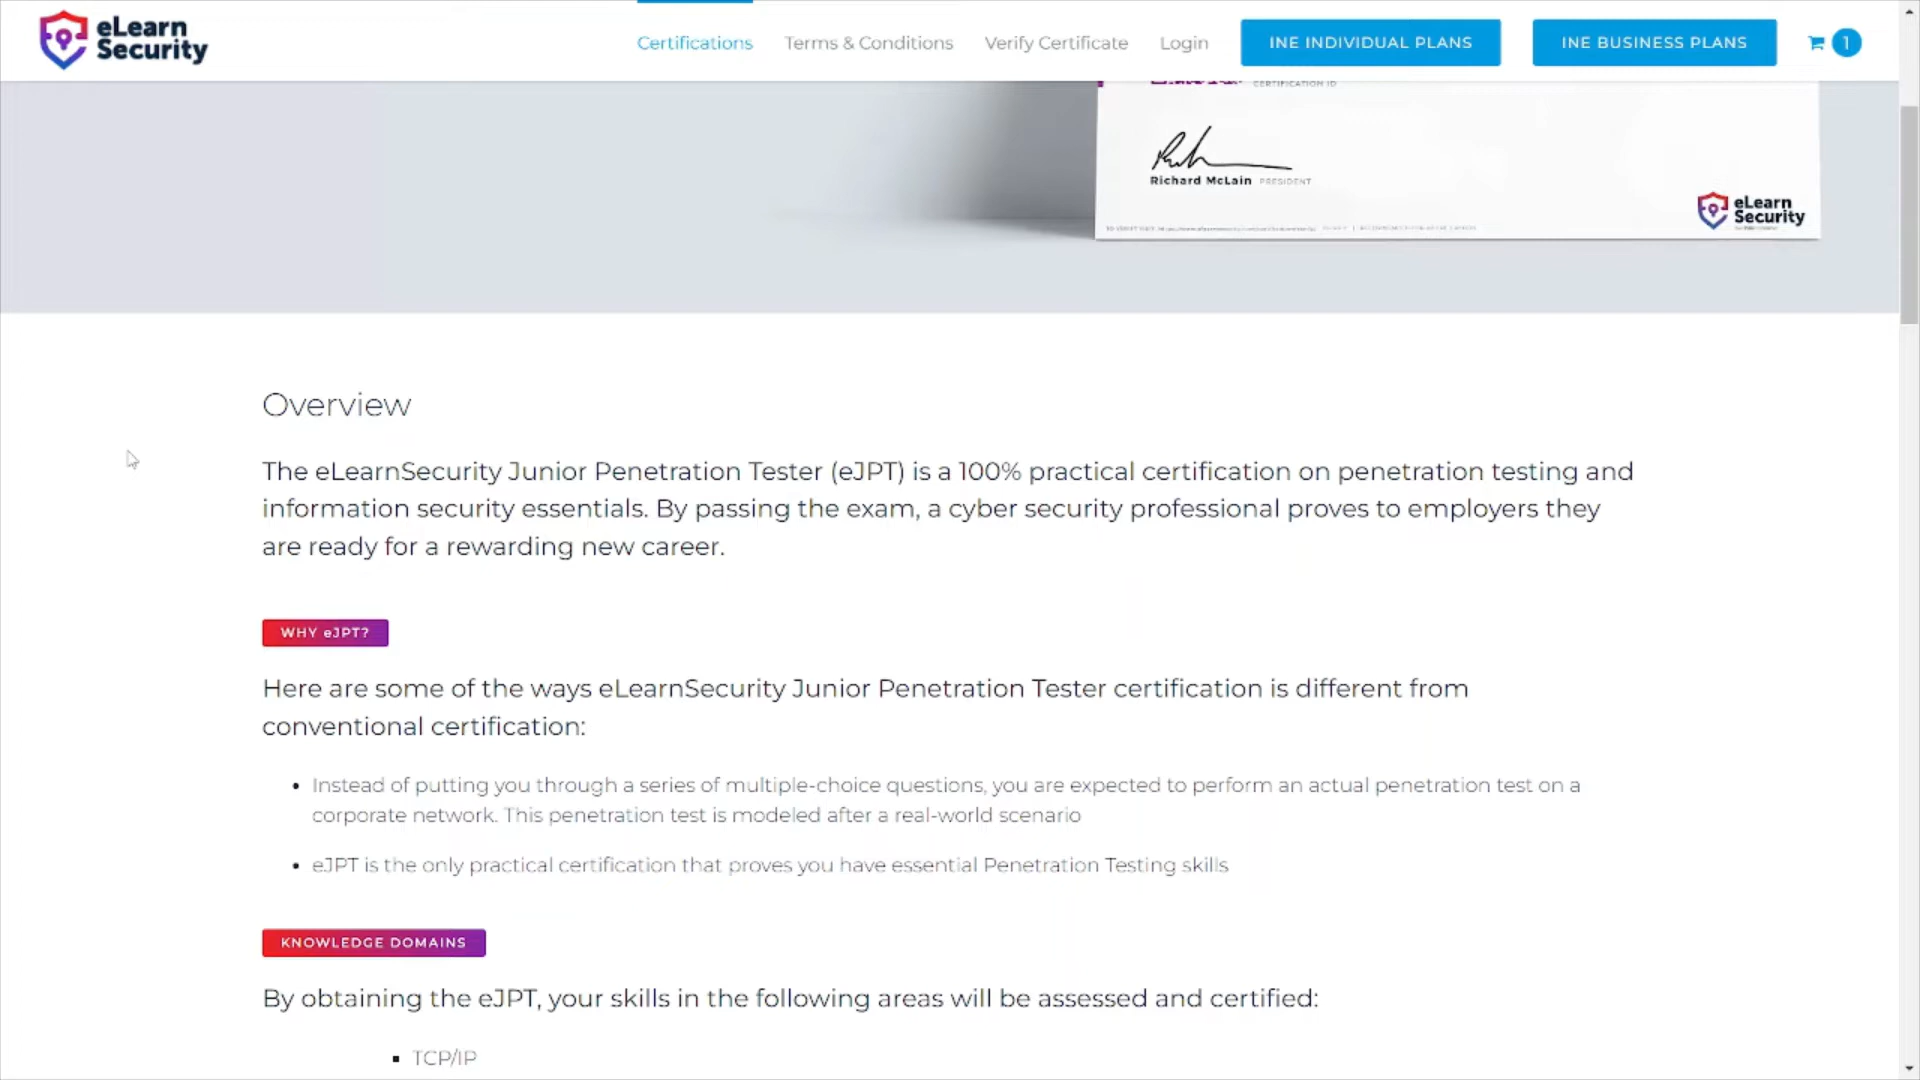 eLearn
Security
Certifications
Terms & Conditions
Verify Certificate
Login
INE INDIVIDUAL PLANS
INE BUSINESS PLANS
1
CERTIFICATION ID
Richard McLain PRESIDENT
eLearn
Security
Overview
The eLearnSecurity Junior Penetration Tester (eJPT) is a 100% practical certification on penetration testing and
information security essentials. By passing the exam, a cyber security professional proves to employers they
are ready for a rewarding new career.
WHY eJPT?
Here are some of the ways eLearnSecurity Junior Penetration Tester certification is different from
conventional certification:
• Instead of putting you through a series of multiple-choice questions, you are expected to perform an actual penetration test on a
corporate network. This penetration test is modeled after a real-world scenario
• eJPT is the only practical certification that proves you have essential Penetration Testing skills
KNOWLEDGE DOMAINS
By obtaining the eJPT, your skills in the following areas will be assessed and certified:
▪ TCP/IP